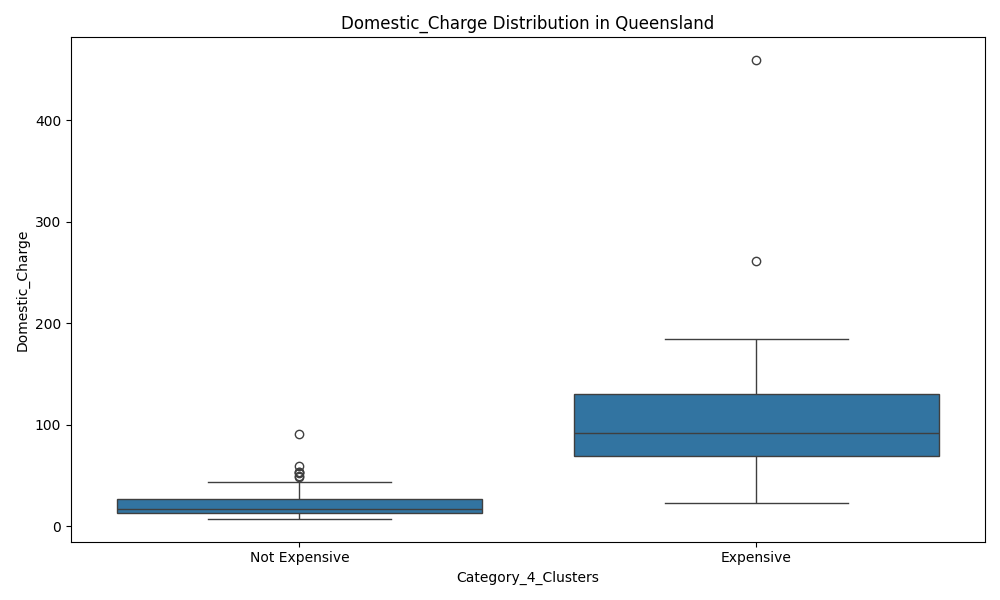 Domestic_Charge Distribution in Queensland
Domestic_Charge
400
300
200
100
0
Not Expensive
Expensive
Category_4_Clusters